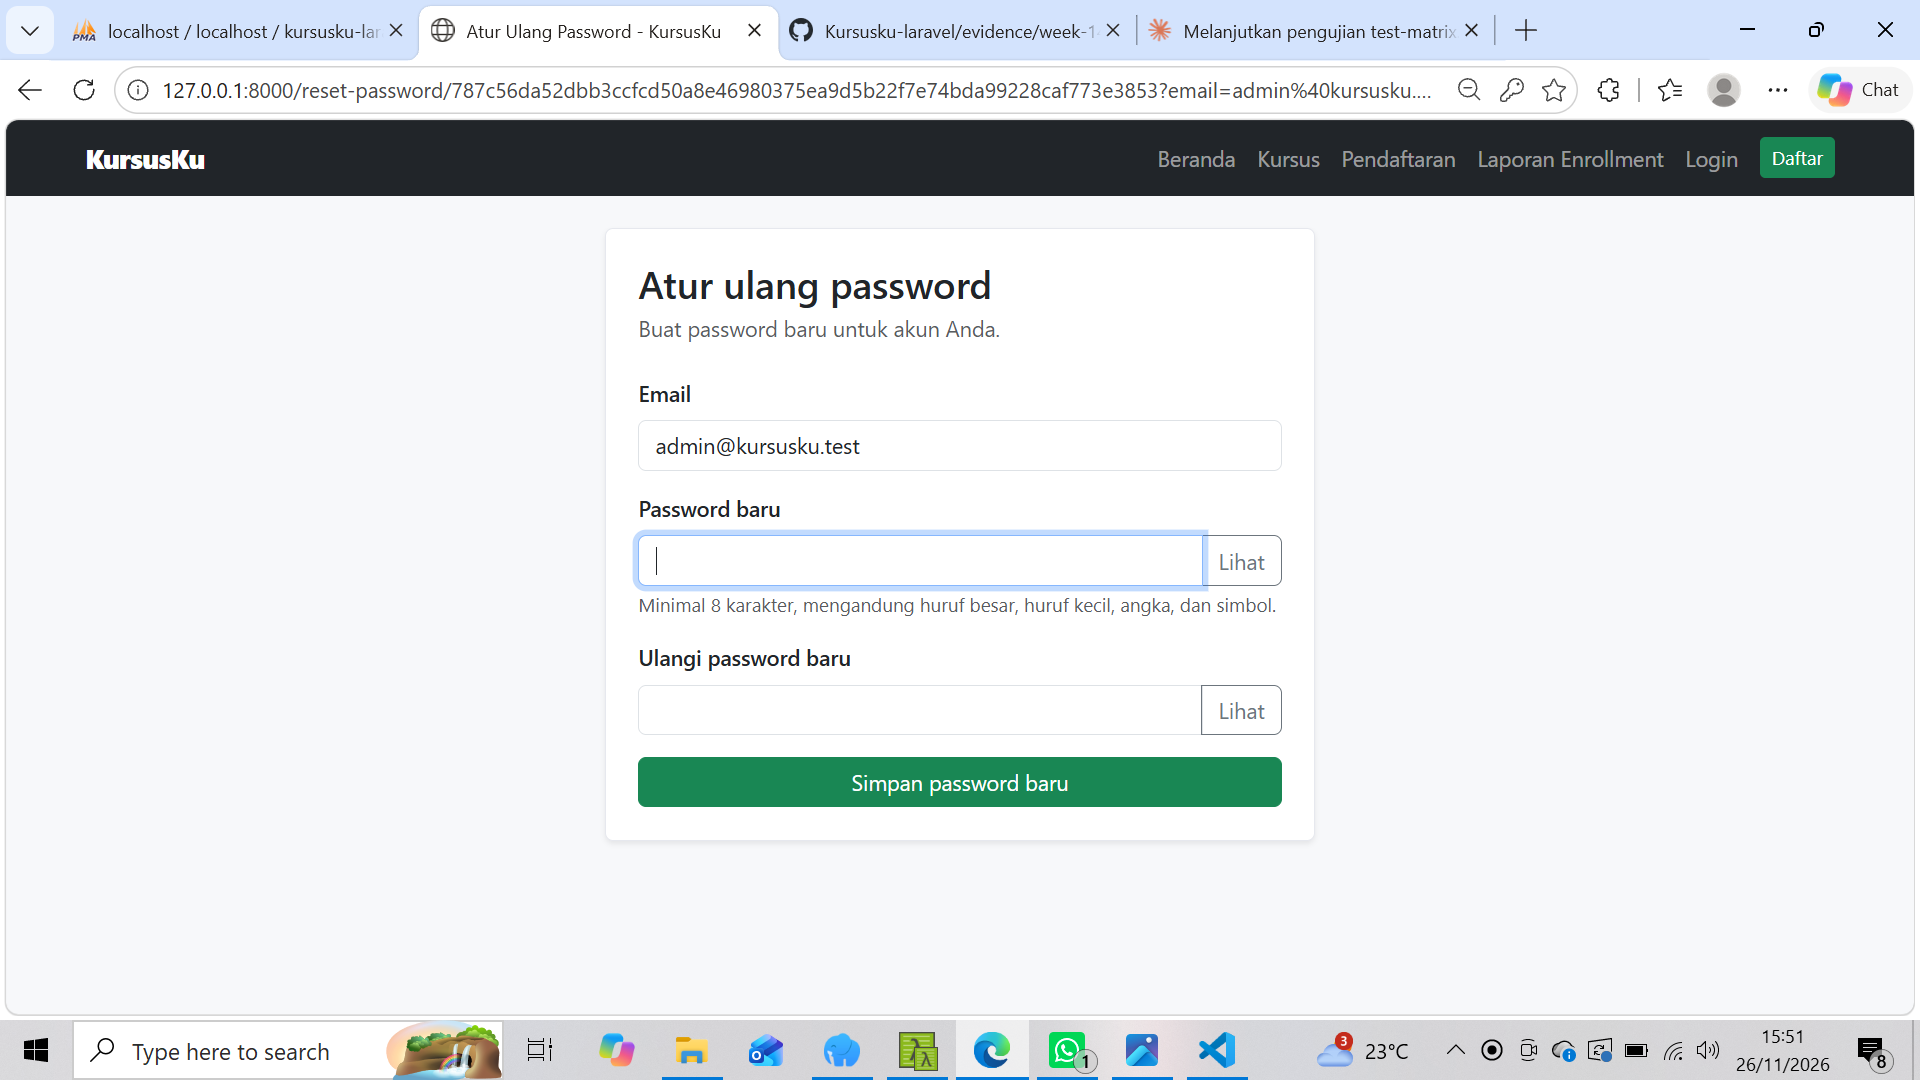 localhost / localhost / kursusku-lar
Atur Ulang Password - KursusKu
Kursusku-laravel/evidence/week-1
Melanjutkan pengujian test-matrix
127.0.0.1:8000/reset-password/787c56da52dbb3ccfcd50a8e46980375ea9d5b22f7e74bda99228caf773e3853?email=admin%40kursusku....
Chat
KursusKu
Beranda
Kursus
Pendaftaran
Laporan Enrollment
Login
Daftar
Atur ulang password
Buat password baru untuk akun Anda.
Email
admin@kursusku.test
Password baru
Lihat
Minimal 8 karakter, mengandung huruf besar, huruf kecil, angka, dan simbol.
Ulangi password baru
Lihat
Simpan password baru
Type here to search
1
3
23°C
15:51
26/11/2026
8